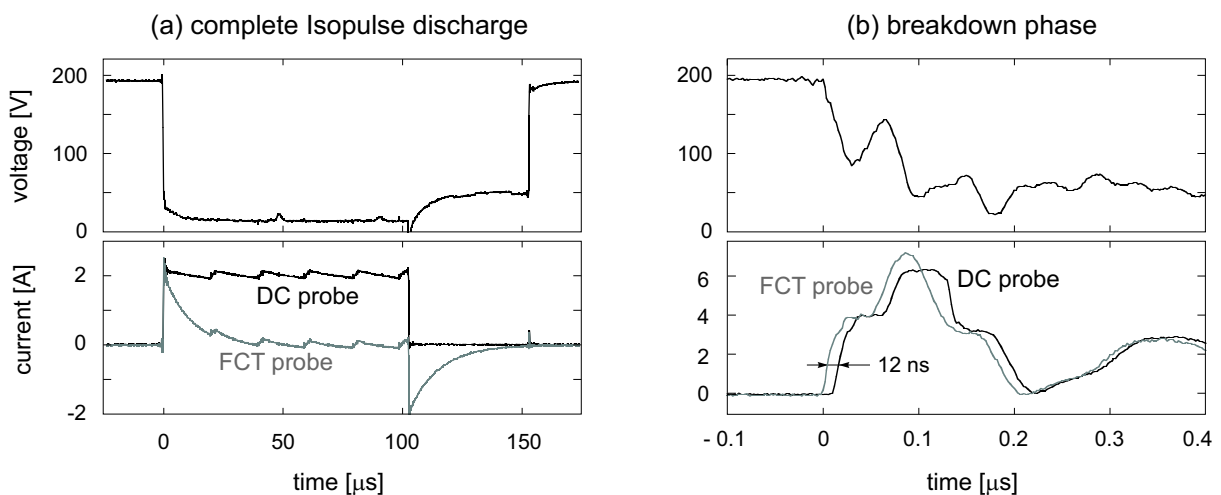 (a) complete Isopulse discharge
(b) breakdown phase
voltage [V]
200
100
0
200
100
0
current [A]
2
0
-2
DC probe
FCT probe
6
4
2
0
FCT probe
DC probe
12 ns
0
50
100
150
time [μs]
- 0.1
0
0.1
0.2
0.3
0.4
time [μs]